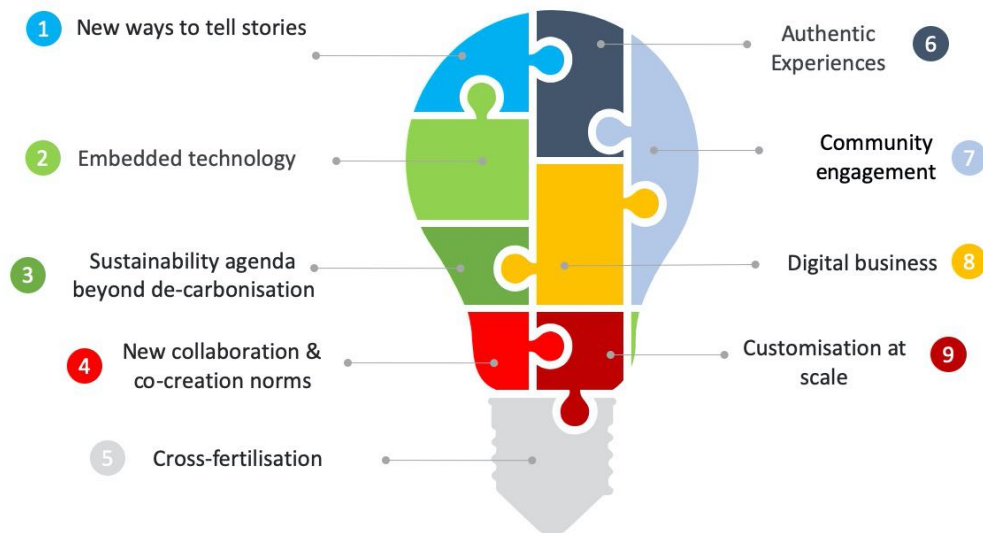 1 New ways to tell stories
2 Embedded technology
3 Sustainability agenda
beyond de-carbonisation
4 New collaboration &
co-creation norms
5 Cross-fertilisation
Authentic
Experiences 6
Community
engagement 7
Digital business 8
Customisation at
scale 9